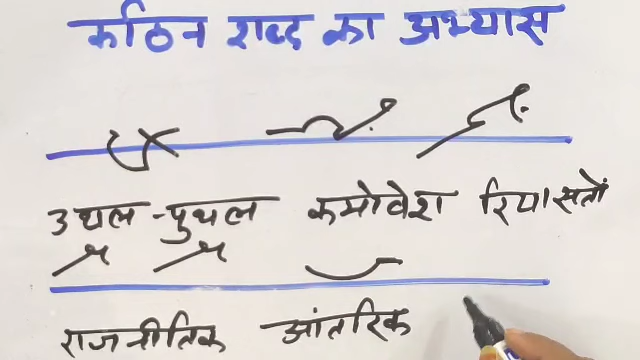 कठिन शब्द का अभ्यास
उथल-पुथल कमोवेश रियासतों
राजनीतिक आंतरिक